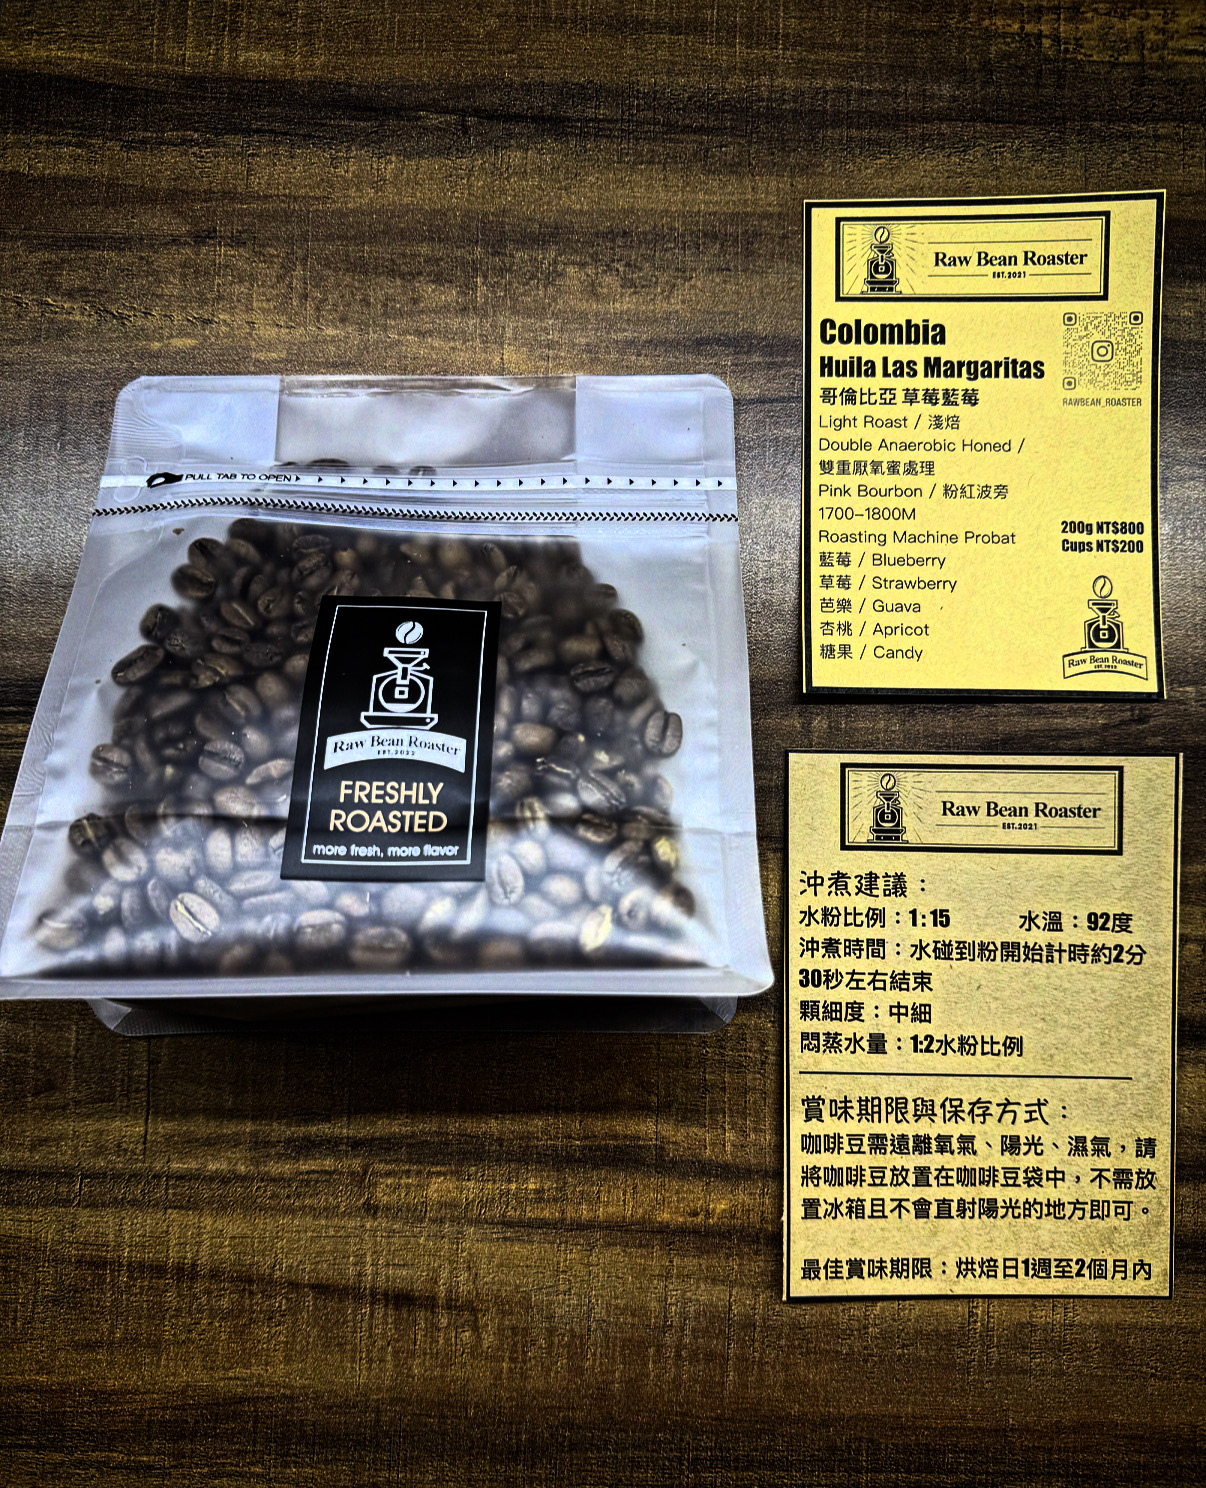 PULL TAB TO OPEN
Raw Bean Roaster
EST.2022
FRESHLY
ROASTED
more fresh, more flavor
Raw Bean Roaster
EST.2021
Colombia
Huila Las Margaritas
哥倫比亞 草莓藍莓
RAWBEAN_ROASTER
Light Roast / 淺焙
Double Anaerobic Honed /
雙重厭氧蜜處理
Pink Bourbon / 粉紅波旁
1700-1800M
Roasting Machine Probat
200g NT$800
Cups NT$200
藍莓 / Blueberry
草莓 / Strawberry
芭樂 / Guava
杏桃 / Apricot
糖果 / Candy
Raw Bean Roaster
EST.2022
Raw Bean Roaster
EST.2021
沖煮建議：
水粉比例：1:15 水溫：92度
沖煮時間：水碰到粉開始計時約2分
30秒左右結束
顆細度：中細
悶蒸水量：1:2水粉比例
賞味期限與保存方式：
咖啡豆需遠離氧氣、陽光、濕氣，請
將咖啡豆放置在咖啡豆袋中，不需放
置冰箱且不會直射陽光的地方即可。
最佳賞味期限：烘焙日1週至2個月內